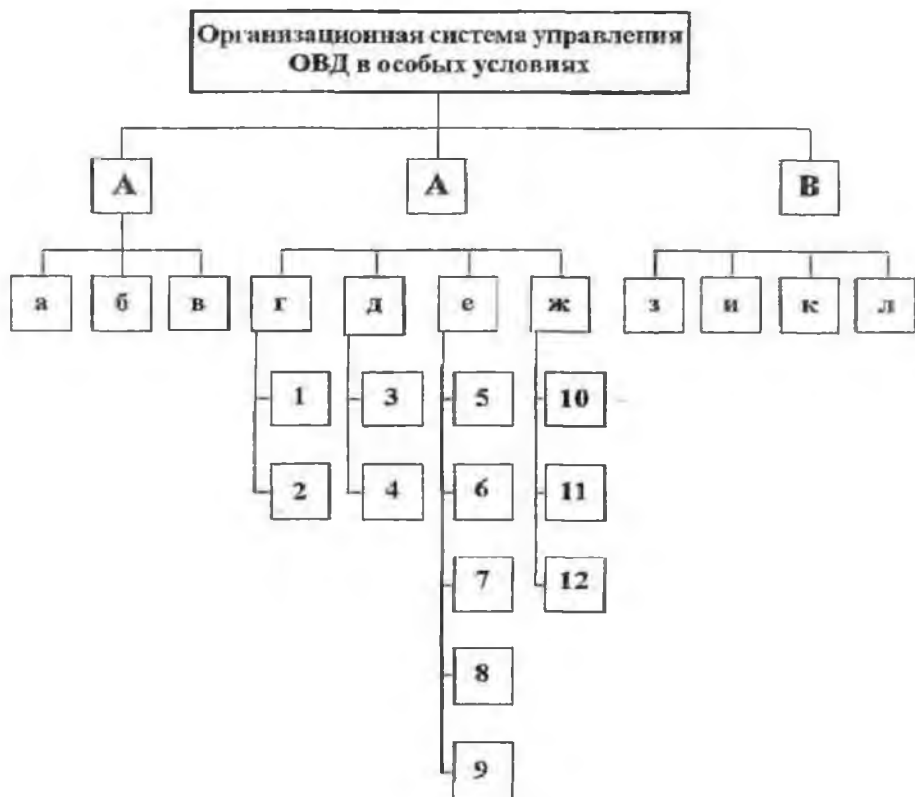 Организационная система управления
ОВД в особых условиях
А А В
а б в г д е ж з и к л
1 3 5 10
2 4 6 11
7 12
8
9